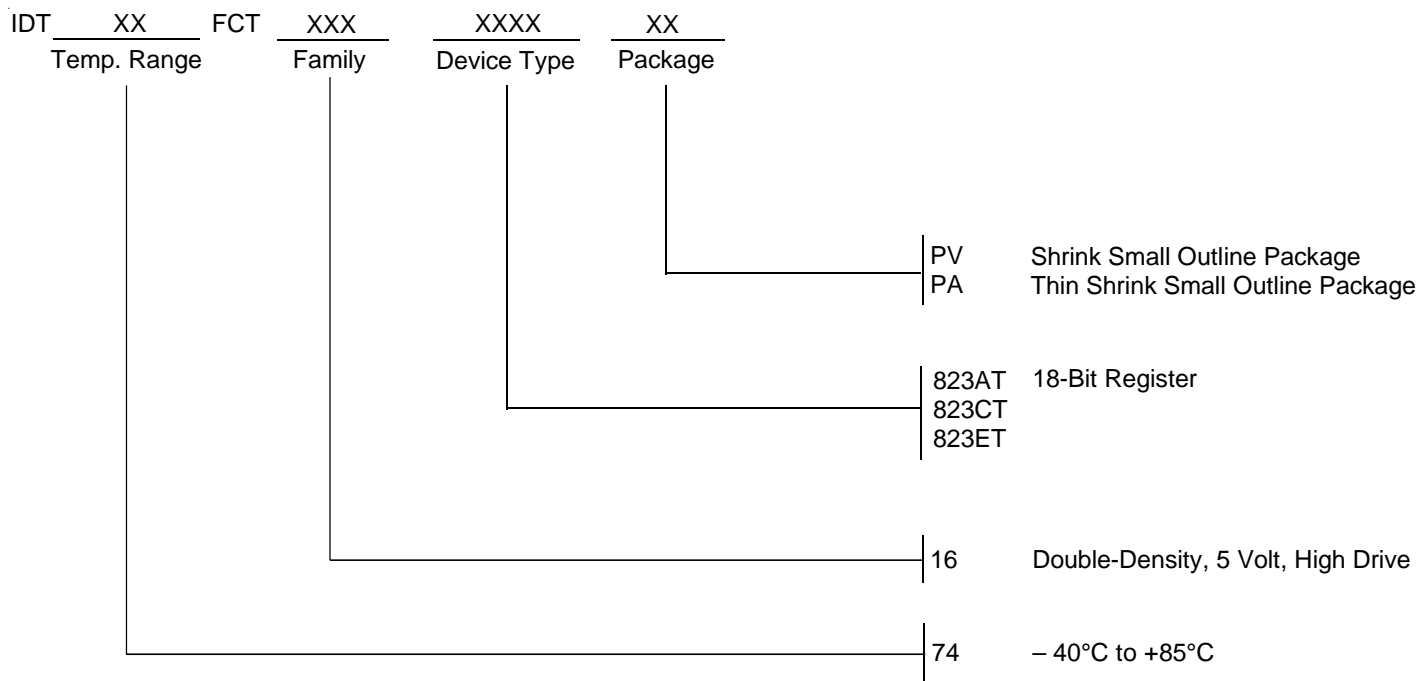 IDT XX FCT XXX XXXX XX
Temp. Range Family Device Type Package
PV Shrink Small Outline Package
PA Thin Shrink Small Outline Package
823AT 18-Bit Register
823CT
823ET
16 Double-Density, 5 Volt, High Drive
74 – 40°C to +85°C